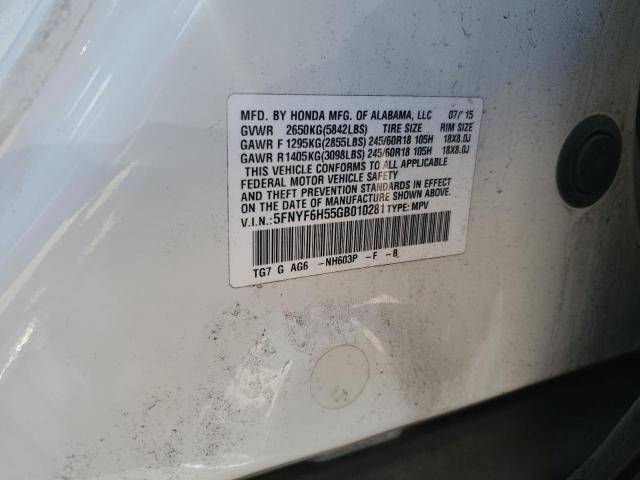 MFD. BY HONDA MFG. OF ALABAMA, LLC 07/'15
GVWR 2650KG(5842LBS) TIRE SIZE RIM SIZE
GAWR F 1295KG(2855LBS) 245/60R18 105H 18X8.0J
GAWR R 1405KG(3098LBS) 245/60R18 105H 18X8.0J
THIS VEHICLE CONFORMS TO ALL APPLICABLE
FEDERAL MOTOR VEHICLE SAFETY
AND THEFT PREVENTION STANDARDS IN EFFECT
ON THE DATE OF MANUFACTURE SHOWN ABOVE.
V.I.N.: 5FNYF6H55GB010281 TYPE: MPV
TG7 G AG6 -NH603P -F -8